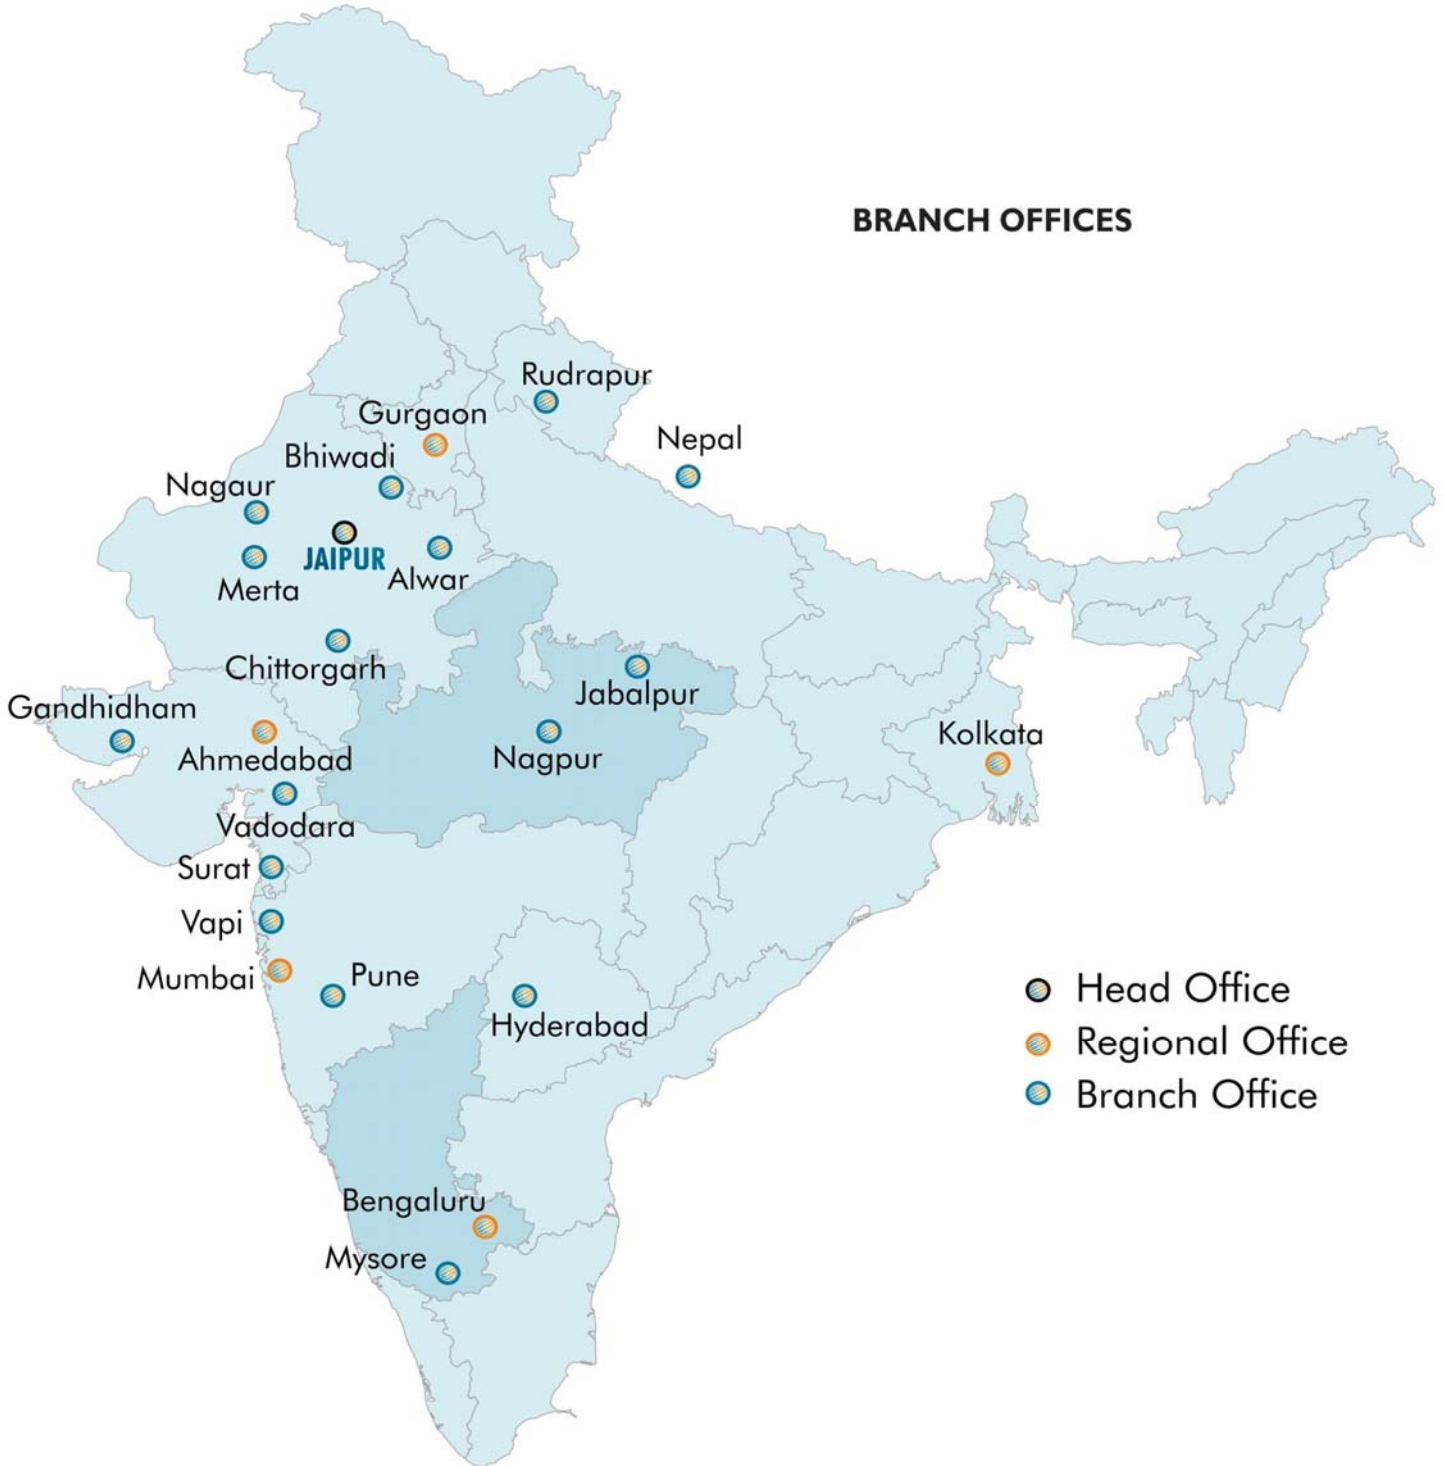 BRANCH OFFICES
Rudrapur
Gurgaon
Nepal
Bhiwadi
Nagaur
JAIPUR
Alwar
Merta
Chittorgarh
Jabalpur
Gandhidham
Kolkata
Ahmedabad
Nagpur
Vadodara
Surat
Vapi
Mumbai
Pune
Hyderabad
Head Office
Regional Office
Branch Office
Bengaluru
Mysore